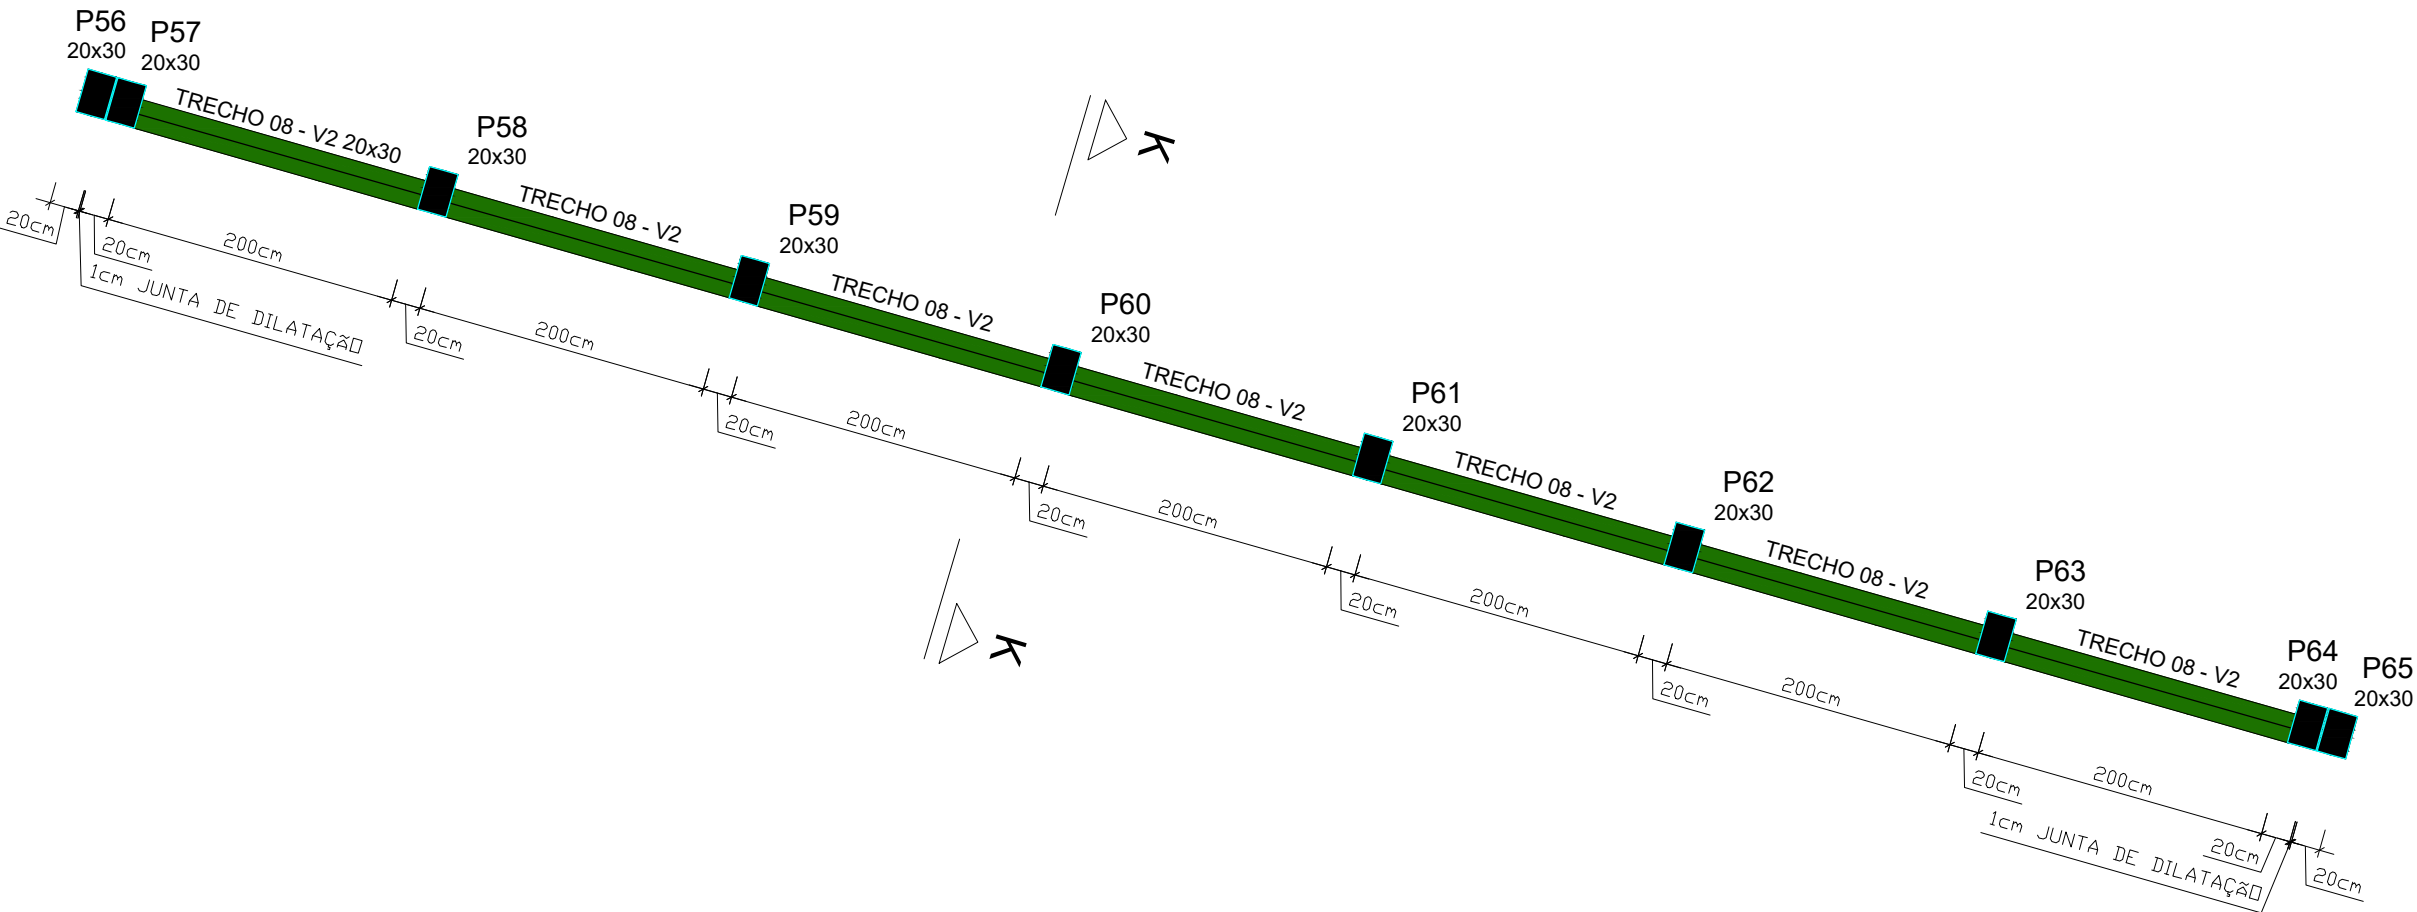 P56
20x30
P57
20x30
TRECHO 08 - V2 20x30
P58
20x30
TRECHO 08 - V2
P59
20x30
TRECHO 08 - V2
P60
20x30
TRECHO 08 - V2
P61
20x30
TRECHO 08 - V2
P62
20x30
TRECHO 08 - V2
P63
20x30
TRECHO 08 - V2
P64
20x30
P65
20x30
K
K
20cm
20cm
1cm JUNTA DE DILATAÇÃO
200cm
20cm
200cm
20cm
200cm
20cm
200cm
20cm
200cm
20cm
200cm
20cm
200cm
20cm
1cm JUNTA DE DILATAÇÃO
20cm